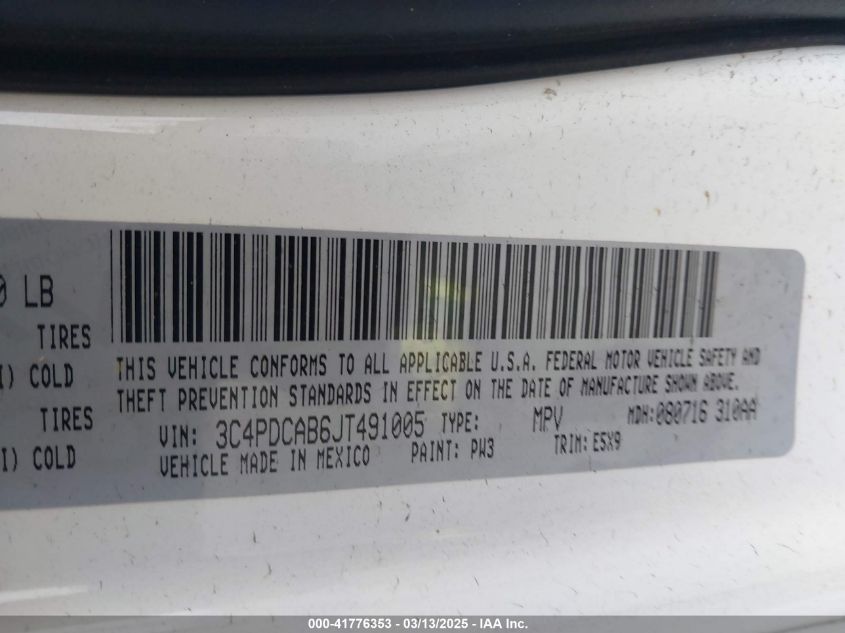 0 LB
TIRES
I) COLD
TIRES
I) COLD
THIS VEHICLE CONFORMS TO ALL APPLICABLE U.S.A. FEDERAL MOTOR VEHICLE SAFETY AND
THEFT PREVENTION STANDARDS IN EFFECT ON THE DATE OF MANUFACTURE SHOWN ABOVE.
VIN: 3C4PDCAB6JT491005 TYPE: MPV MDH:080716 310AA
VEHICLE MADE IN MEXICO PAINT: PW3 TRIM: E5X9
000-41776353 — 03/13/2025 — IAA Inc.